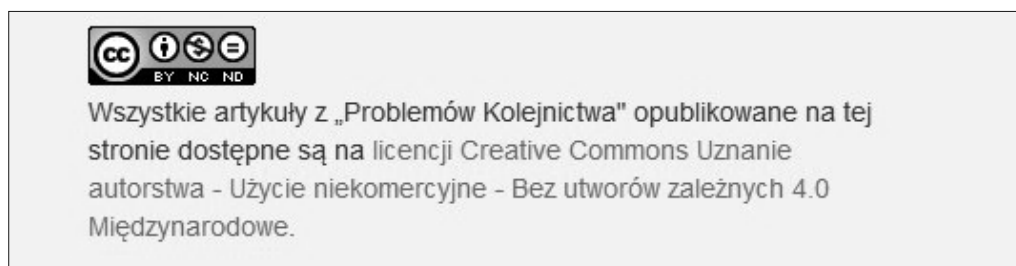 cc
BY NC ND
Wszystkie artykuły z „Problemów Kolejnictwa" opublikowane na tej
stronie dostępne są na licencji Creative Commons Uznanie
autorstwa - Użycie niekomercyjne - Bez utworów zależnych 4.0
Międzynarodowe.